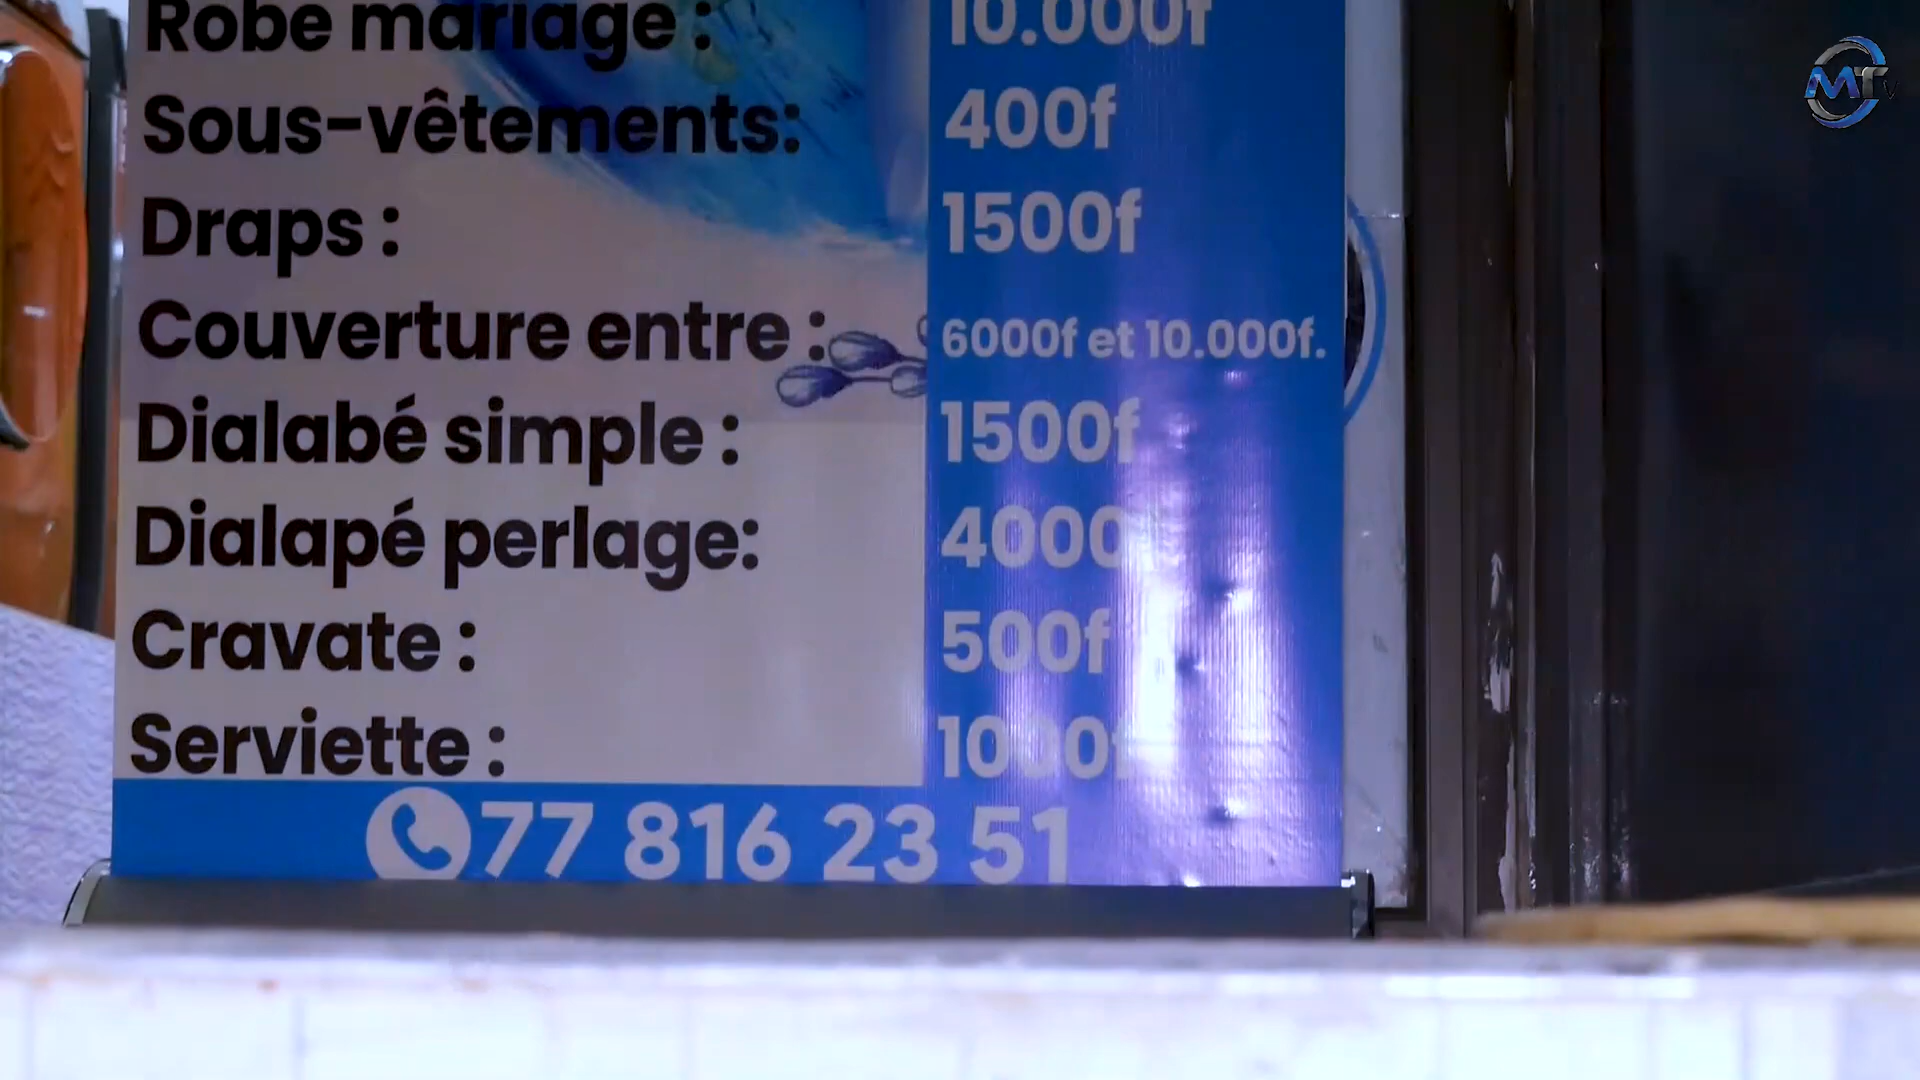 Robe mariage : 10.000f
Sous-vêtements: 400f
Draps : 1500f
Couverture entre : 6000f et 10.000f.
Dialabé simple : 1500f
Dialapé perlage: 4000
Cravate : 500f
Serviette : 1000f
77 816 23 51
MTv